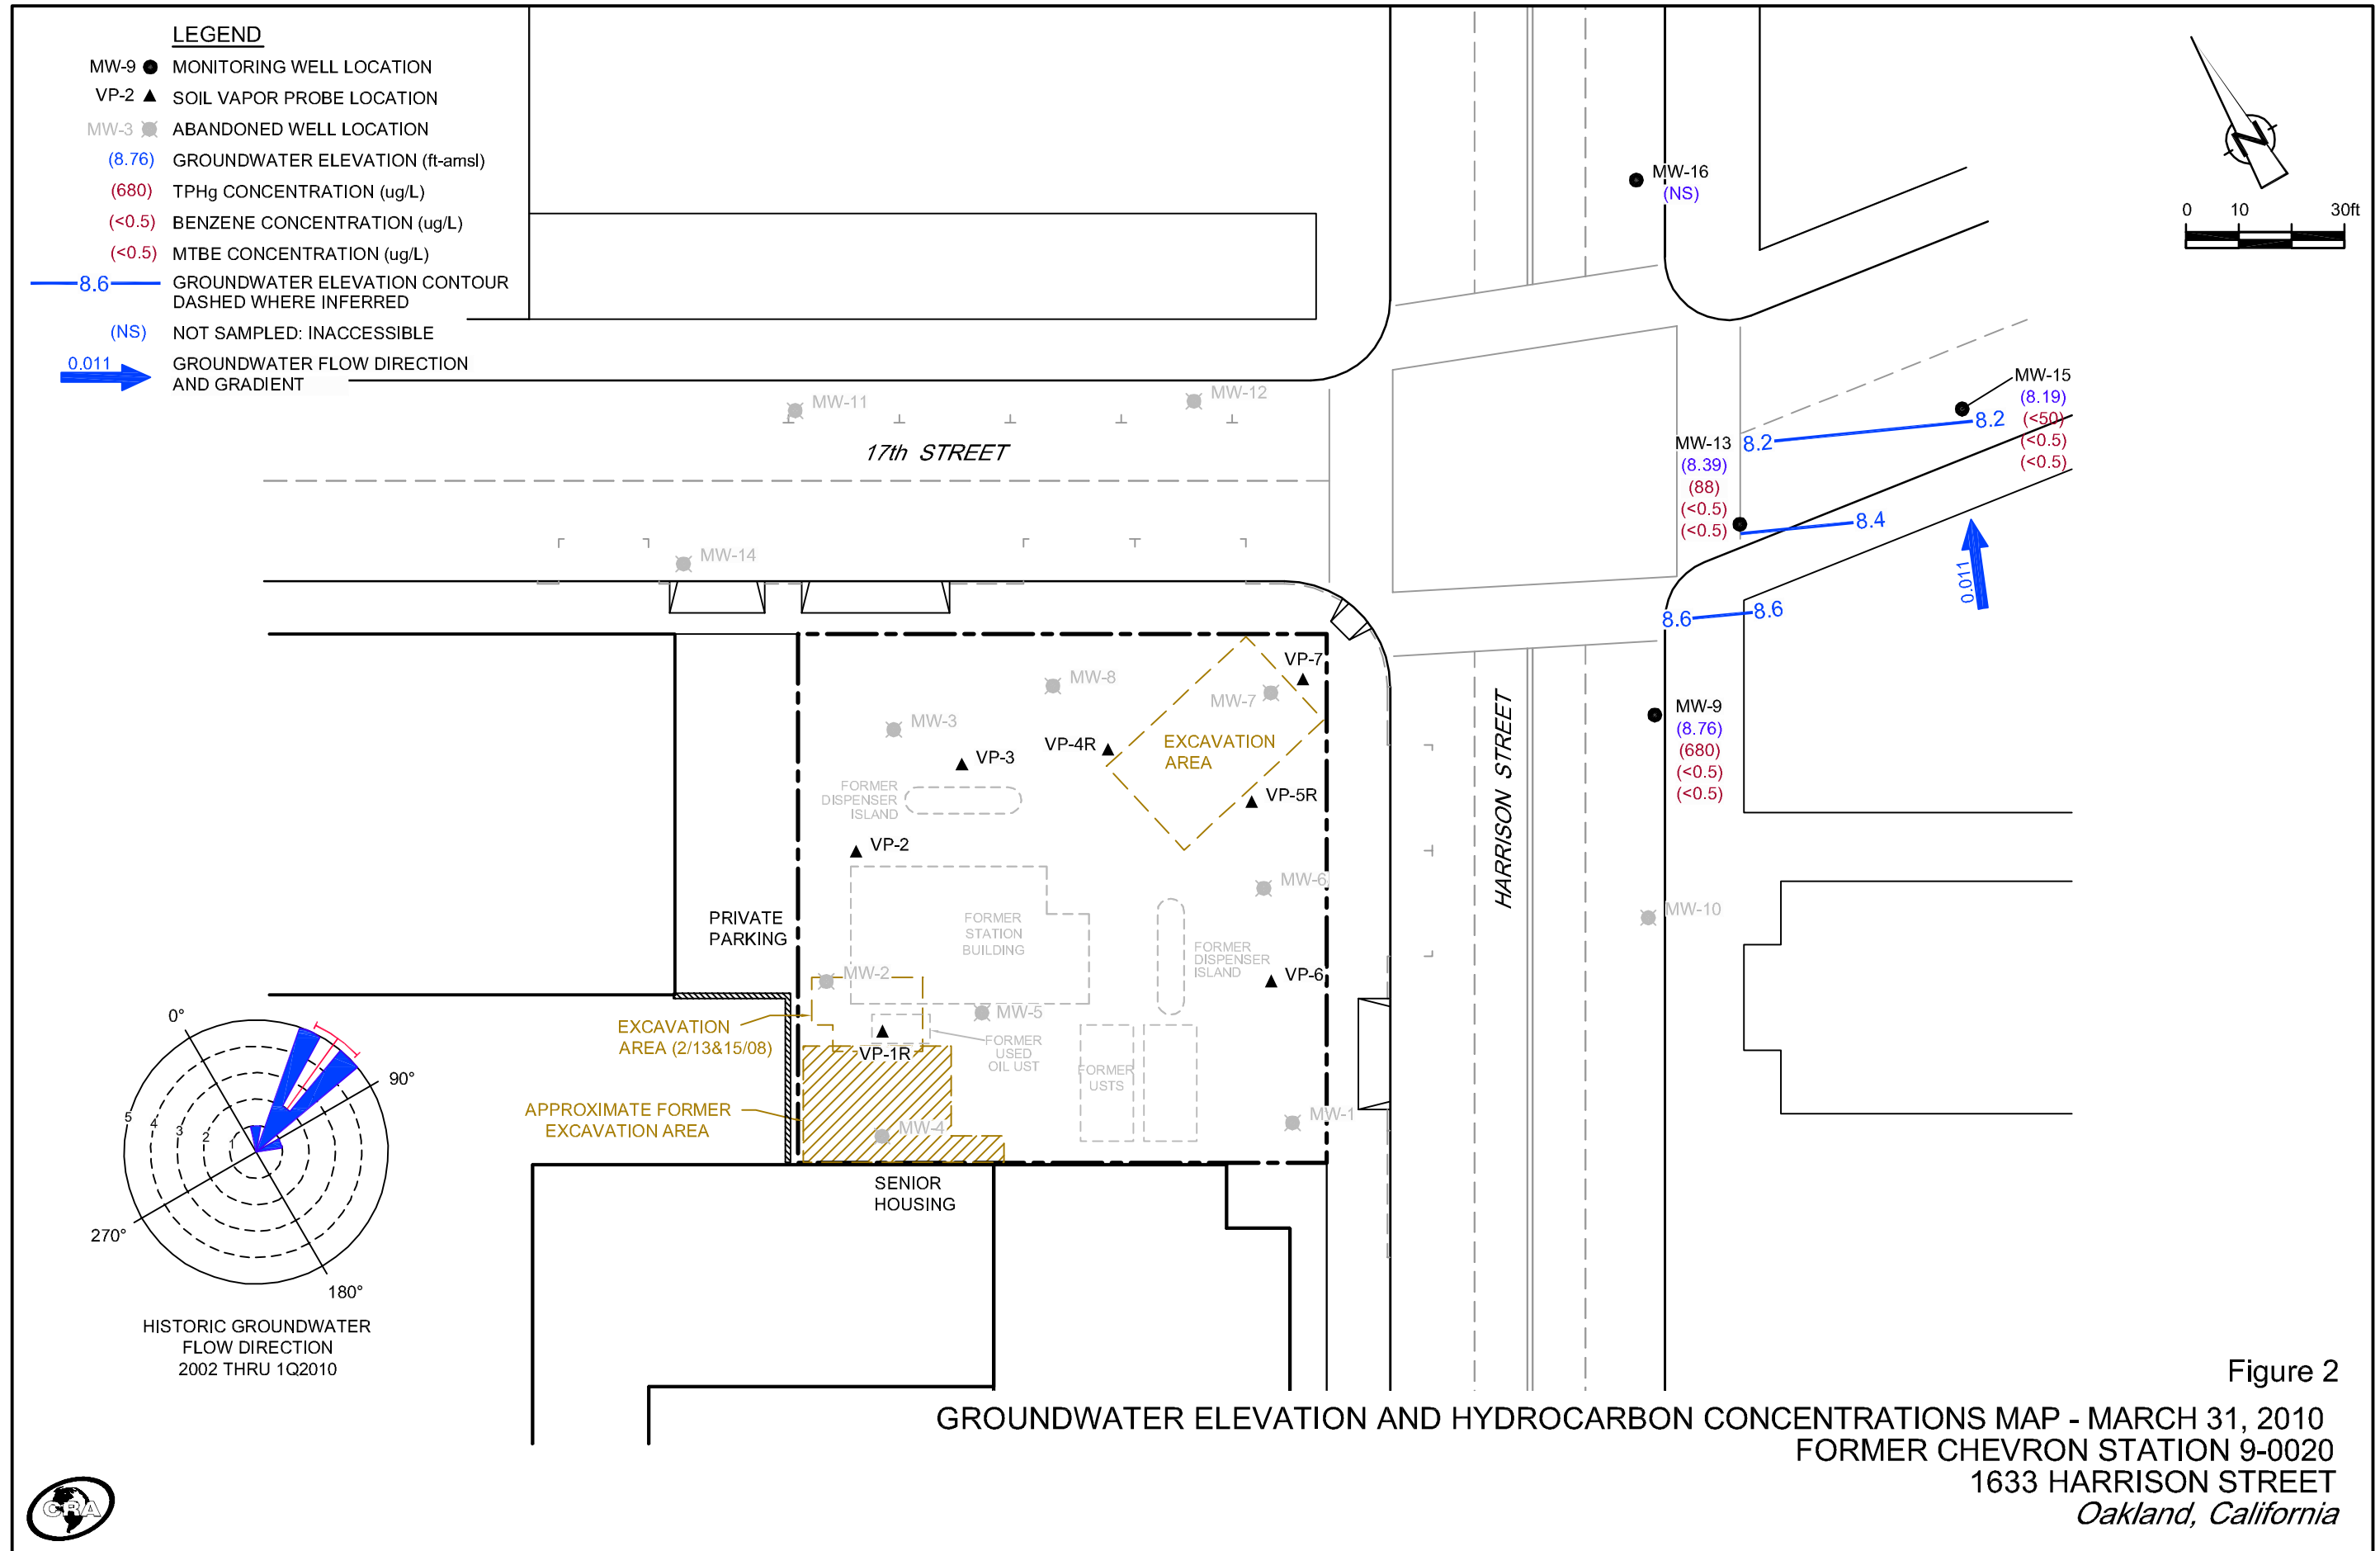 LEGEND
MW-9 MONITORING WELL LOCATION
VP-2 SOIL VAPOR PROBE LOCATION
MW-3 ABANDONED WELL LOCATION
(8.76) GROUNDWATER ELEVATION (ft-amsl)
(680) TPHg CONCENTRATION (ug/L)
(<0.5) BENZENE CONCENTRATION (ug/L)
(<0.5) MTBE CONCENTRATION (ug/L)
8.6 GROUNDWATER ELEVATION CONTOUR
DASHED WHERE INFERRED
(NS) NOT SAMPLED: INACCESSIBLE
0.011 GROUNDWATER FLOW DIRECTION
AND GRADIENT
N
0 10 30ft
MW-16
(NS)
MW-11
MW-12
17th STREET
MW-14
MW-15
(8.19)
(<50)
(<0.5)
(<0.5)
8.2
8.2
MW-13
(8.39)
(88)
(<0.5)
(<0.5)
8.4
0.011
8.6
8.6
MW-9
(8.76)
(680)
(<0.5)
(<0.5)
HARRISON STREET
MW-10
VP-7
MW-7
MW-8
MW-3
VP-4R
EXCAVATION
AREA
VP-3
VP-5R
FORMER
DISPENSER
ISLAND
VP-2
MW-6
FORMER
STATION
BUILDING
FORMER
DISPENSER
ISLAND
VP-6
PRIVATE
PARKING
MW-2
MW-5
EXCAVATION
AREA (2/13&15/08)
VP-1R
FORMER
USED
OIL UST
FORMER
USTS
APPROXIMATE FORMER
EXCAVATION AREA
MW-4
MW-1
SENIOR
HOUSING
0°
90°
180°
270°
5
4
3
2
1
HISTORIC GROUNDWATER
FLOW DIRECTION
2002 THRU 1Q2010
Figure 2
GROUNDWATER ELEVATION AND HYDROCARBON CONCENTRATIONS MAP - MARCH 31, 2010
FORMER CHEVRON STATION 9-0020
1633 HARRISON STREET
Oakland, California
CRA